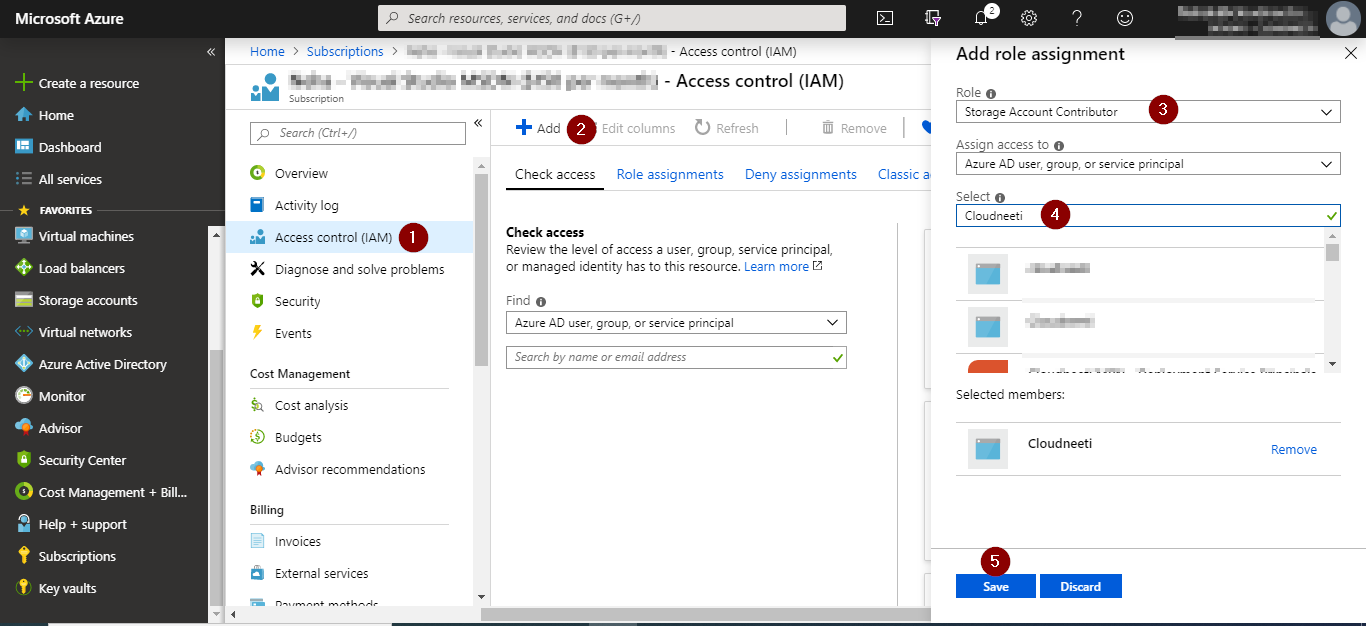 Microsoft Azure
Search resources, services, and docs (G+/)
2
«
Create a resource
Home
Dashboard
All services
FAVORITES
Virtual machines
Load balancers
Storage accounts
Virtual networks
Azure Active Directory
Monitor
Advisor
Security Center
Cost Management + Bill...
Help + support
Subscriptions
Key vaults
Home > Subscriptions > - Access control (IAM)
- Access control (IAM)
Subscription
Search (Ctrl+/)
«
Overview
Activity log
Access control (IAM) 1
Diagnose and solve problems
Security
Events
Cost Management
Cost analysis
Budgets
Advisor recommendations
Billing
Invoices
External services
Payment methods
Add 2 Edit columns Refresh Remove
Check access Role assignments Deny assignments Classic a
Check access
Review the level of access a user, group, service principal,
or managed identity has to this resource. Learn more
Find
Azure AD user, group, or service principal
Search by name or email address
Add role assignment
Role
Storage Account Contributor 3
Assign access to
Azure AD user, group, or service principal
Select
Cloudneeti 4
Selected members:
Cloudneeti
Remove
5
Save Discard